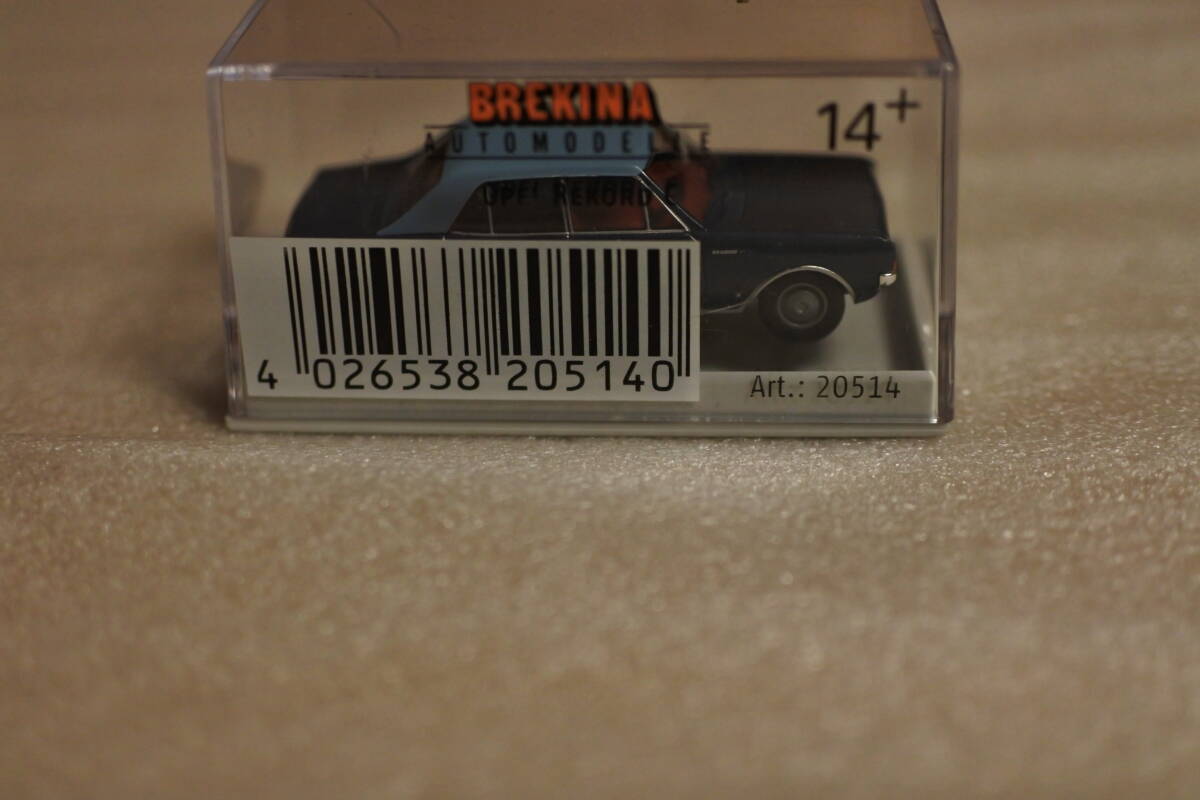 BREKINA
AUTOMODELLE
14+
OPEL REKORD C
4 026538 205140
Art.: 20514